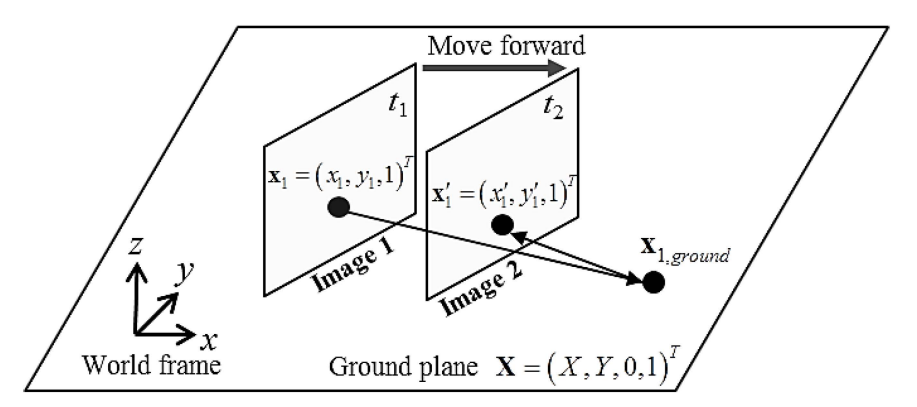 Move forward
t₁
t₂
𝐱₁ = (x₁, y₁, 1)ᵀ
𝐱′₁ = (x′₁, y′₁, 1)ᵀ
Image 1
Image 2
𝐱₁,ground
z
y
x
World frame
Ground plane 𝐗 = (X, Y, 0, 1)ᵀ